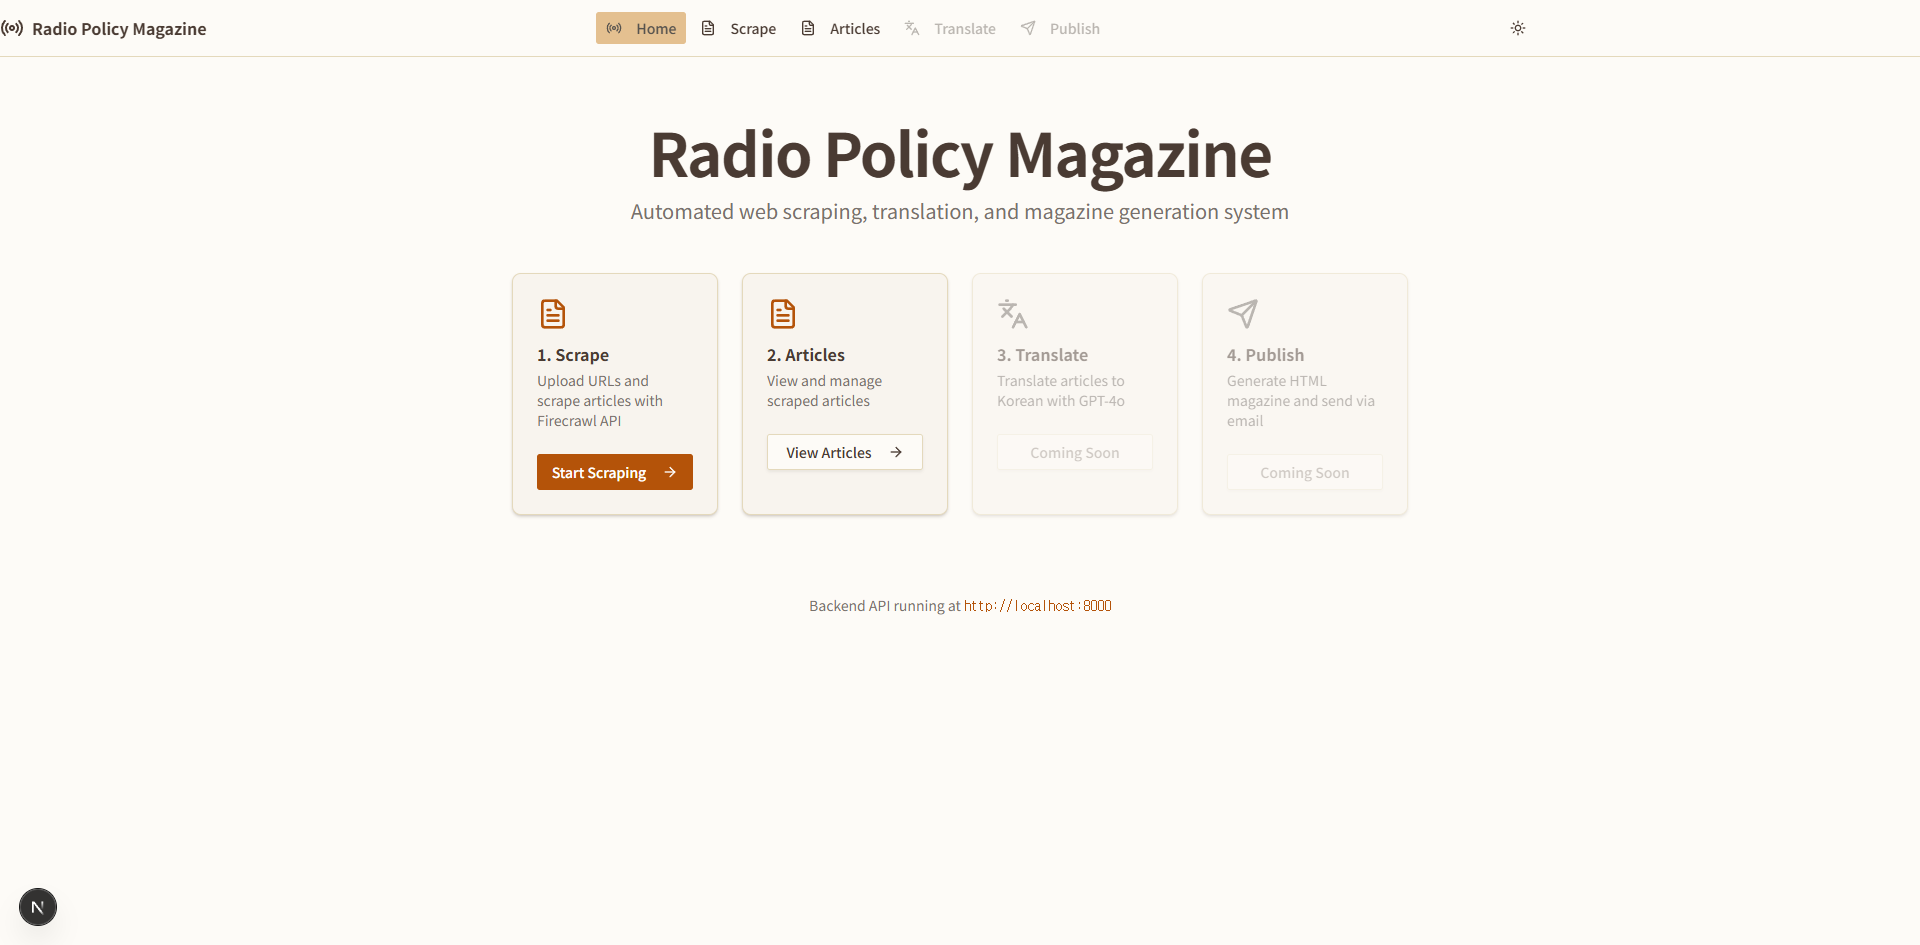 Radio Policy Magazine
Home
Scrape
Articles
Translate
Publish
Radio Policy Magazine
Automated web scraping, translation, and magazine generation system
1. Scrape
Upload URLs and
scrape articles with
Firecrawl API
Start Scraping
2. Articles
View and manage
scraped articles
View Articles
3. Translate
Translate articles to
Korean with GPT-4o
Coming Soon
4. Publish
Generate HTML
magazine and send via
email
Coming Soon
Backend API running at http://localhost:8000
N